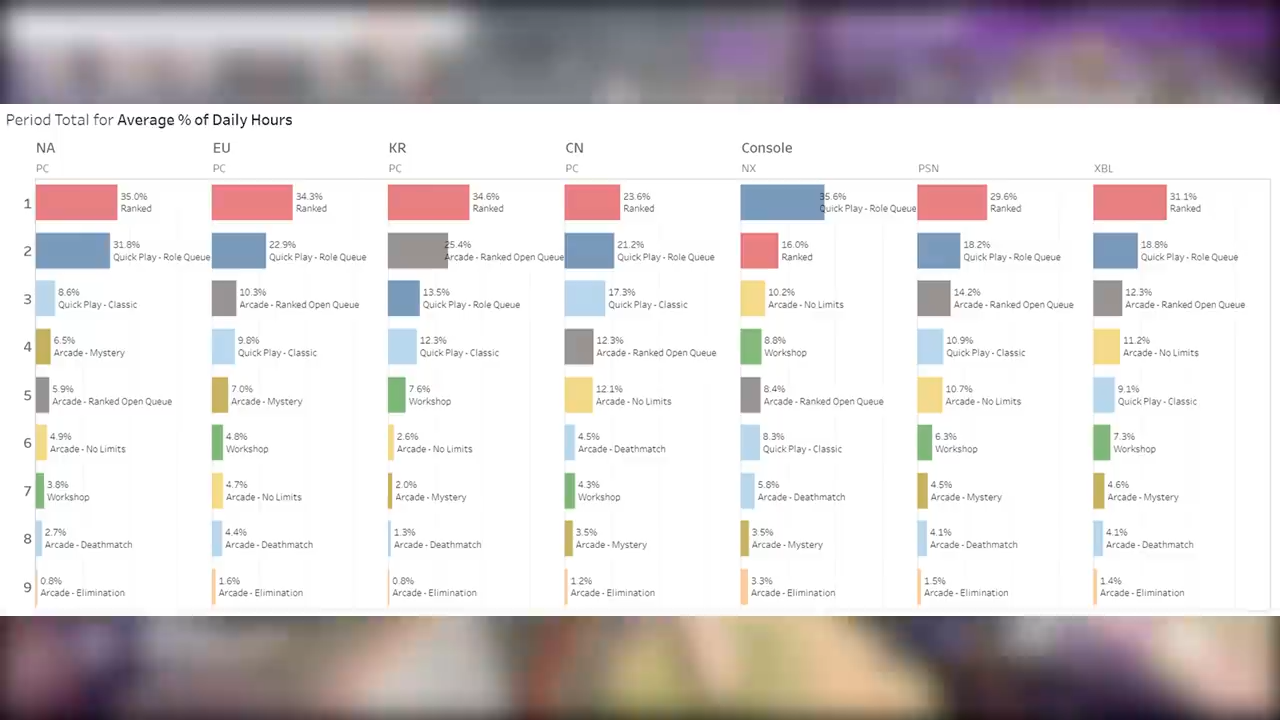 Period Total for Average % of Daily Hours
NA EU KR CN Console
PC PC PC PC NX PSN XBL
1
35.0% 34.3% 34.6% 23.6% 35.6% 29.6% 31.1%
Ranked Ranked Ranked Ranked Quick Play - Role Queue Ranked Ranked
2
31.8% 22.9% 25.4% 21.2% 16.0% 18.2% 18.8%
Quick Play - Role Queue Quick Play - Role Queue Arcade - Ranked Open Queue Quick Play - Role Queue Ranked Quick Play - Role Queue Quick Play - Role Queue
3
8.6% 10.3% 13.5% 17.3% 10.2% 14.2% 12.3%
Quick Play - Classic Arcade - Ranked Open Queue Quick Play - Role Queue Quick Play - Classic Arcade - No Limits Arcade - Ranked Open Queue Arcade - Ranked Open Queue
4
6.5% 9.8% 12.3% 12.3% 8.8% 10.9% 11.2%
Arcade - Mystery Quick Play - Classic Quick Play - Classic Arcade - Ranked Open Queue Workshop Quick Play - Classic Arcade - No Limits
5
5.9% 7.0% 7.6% 12.1% 8.4% 10.7% 9.1%
Arcade - Ranked Open Queue Arcade - Mystery Workshop Arcade - No Limits Arcade - Ranked Open Queue Arcade - No Limits Quick Play - Classic
6
4.9% 4.8% 2.6% 4.5% 8.3% 6.3% 7.3%
Arcade - No Limits Workshop Arcade - No Limits Arcade - Deathmatch Quick Play - Classic Workshop Workshop
7
3.8% 4.7% 2.0% 4.3% 5.8% 4.5% 4.6%
Workshop Arcade - No Limits Arcade - Mystery Workshop Arcade - Deathmatch Arcade - Mystery Arcade - Mystery
8
2.7% 4.4% 1.3% 3.5% 3.5% 4.1% 4.1%
Arcade - Deathmatch Arcade - Deathmatch Arcade - Deathmatch Arcade - Mystery Arcade - Mystery Arcade - Deathmatch Arcade - Deathmatch
9
0.8% 1.6% 0.8% 1.2% 3.3% 1.5% 1.4%
Arcade - Elimination Arcade - Elimination Arcade - Elimination Arcade - Elimination Arcade - Elimination Arcade - Elimination Arcade - Elimination